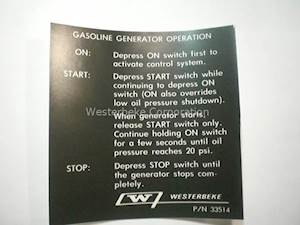 GASOLINE GENERATOR OPERATION
ON: Depress ON switch first to
activate control system.
START: Depress START switch while
continuing to depress ON
switch (ON also overrides
low oil pressure shutdown).
Westerbeke Corporation
When generator starts,
release START switch only.
Continue holding ON switch
for a few seconds until oil
pressure reaches 20 psi.
STOP: Depress STOP switch until
the generator stops com-
pletely.
W WESTERBEKE
P/N 33514